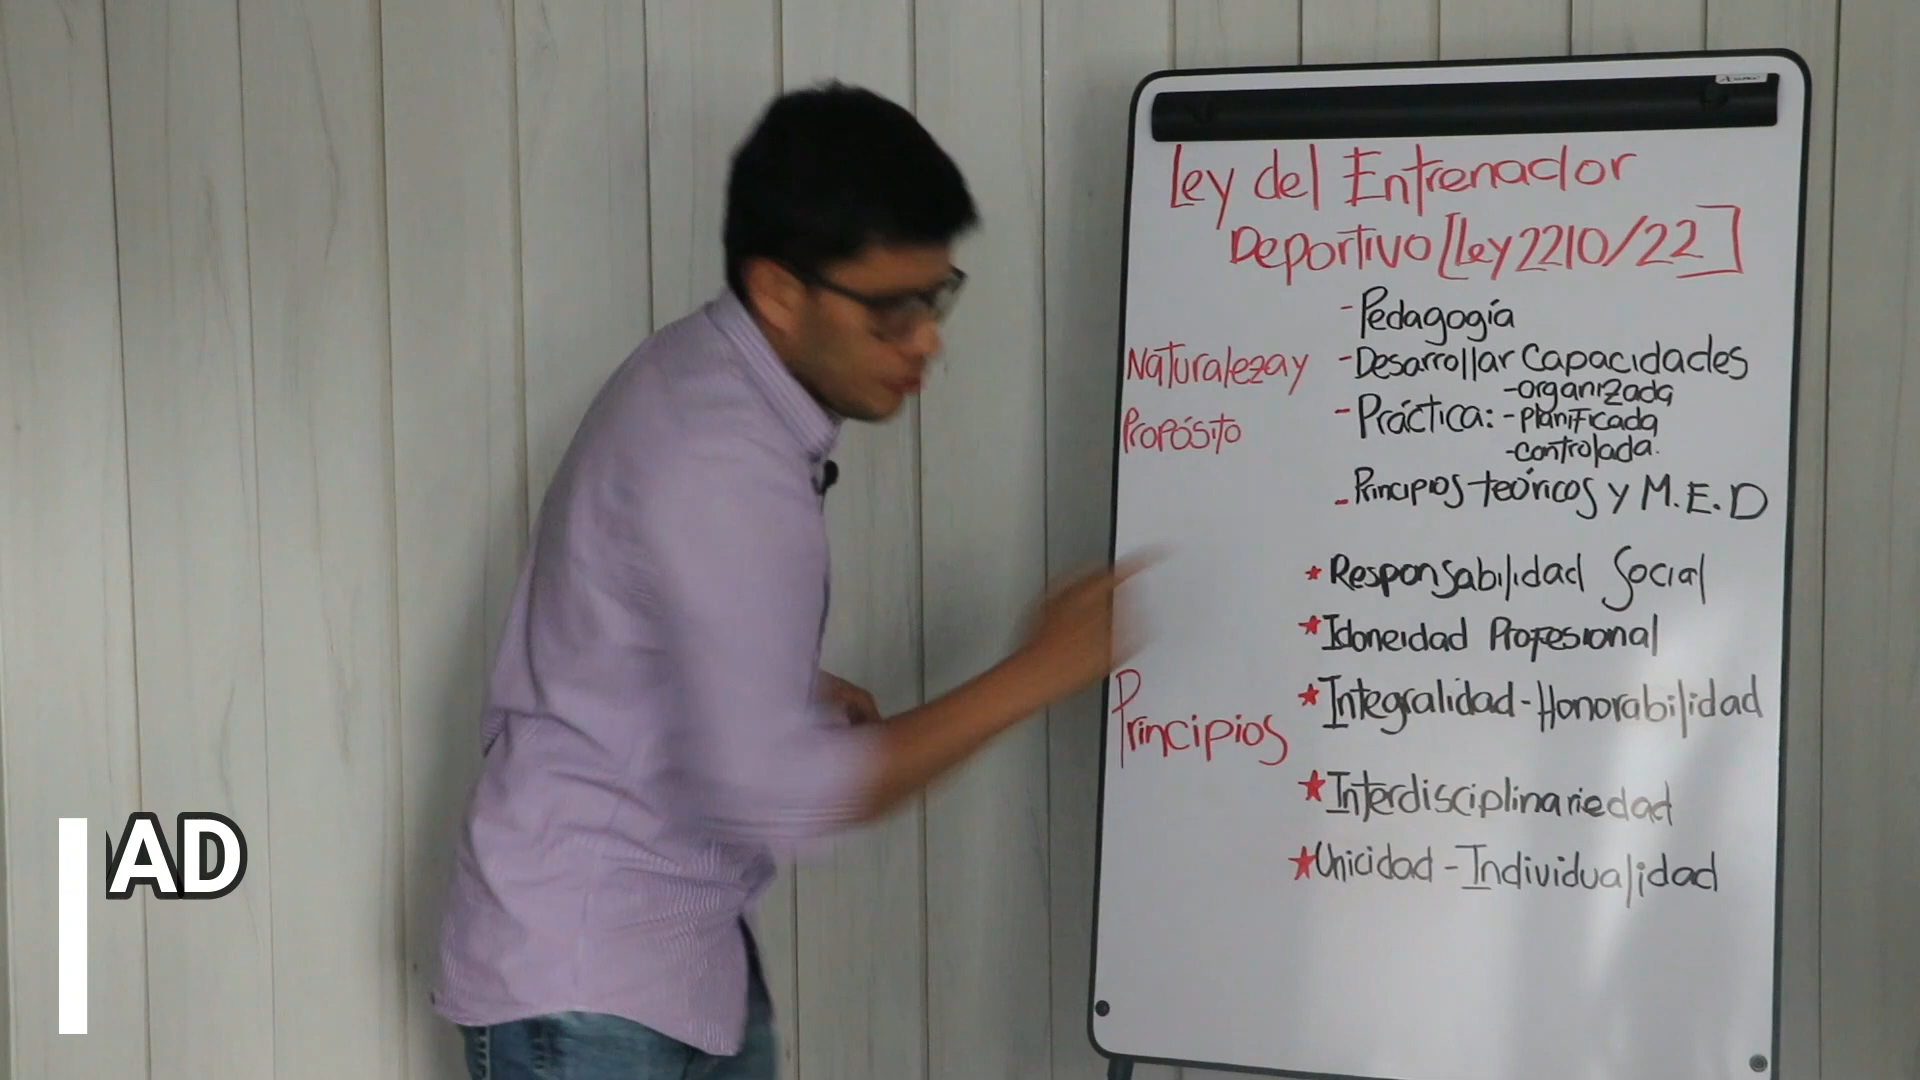 Ley del Entrenador
Deportivo [Ley 2210/22]
Naturaleza y
Propósito
- Pedagogía
- Desarrollar Capacidades
- Práctica: - organizada
- Planificada
- controlada.
- Principios teóricos y M.E.D
Principios
* Responsabilidad Social
* Idoneidad Profesional
* Integralidad - Honorabilidad
* Interdisciplinariedad
* Unicidad - Individualidad
AD